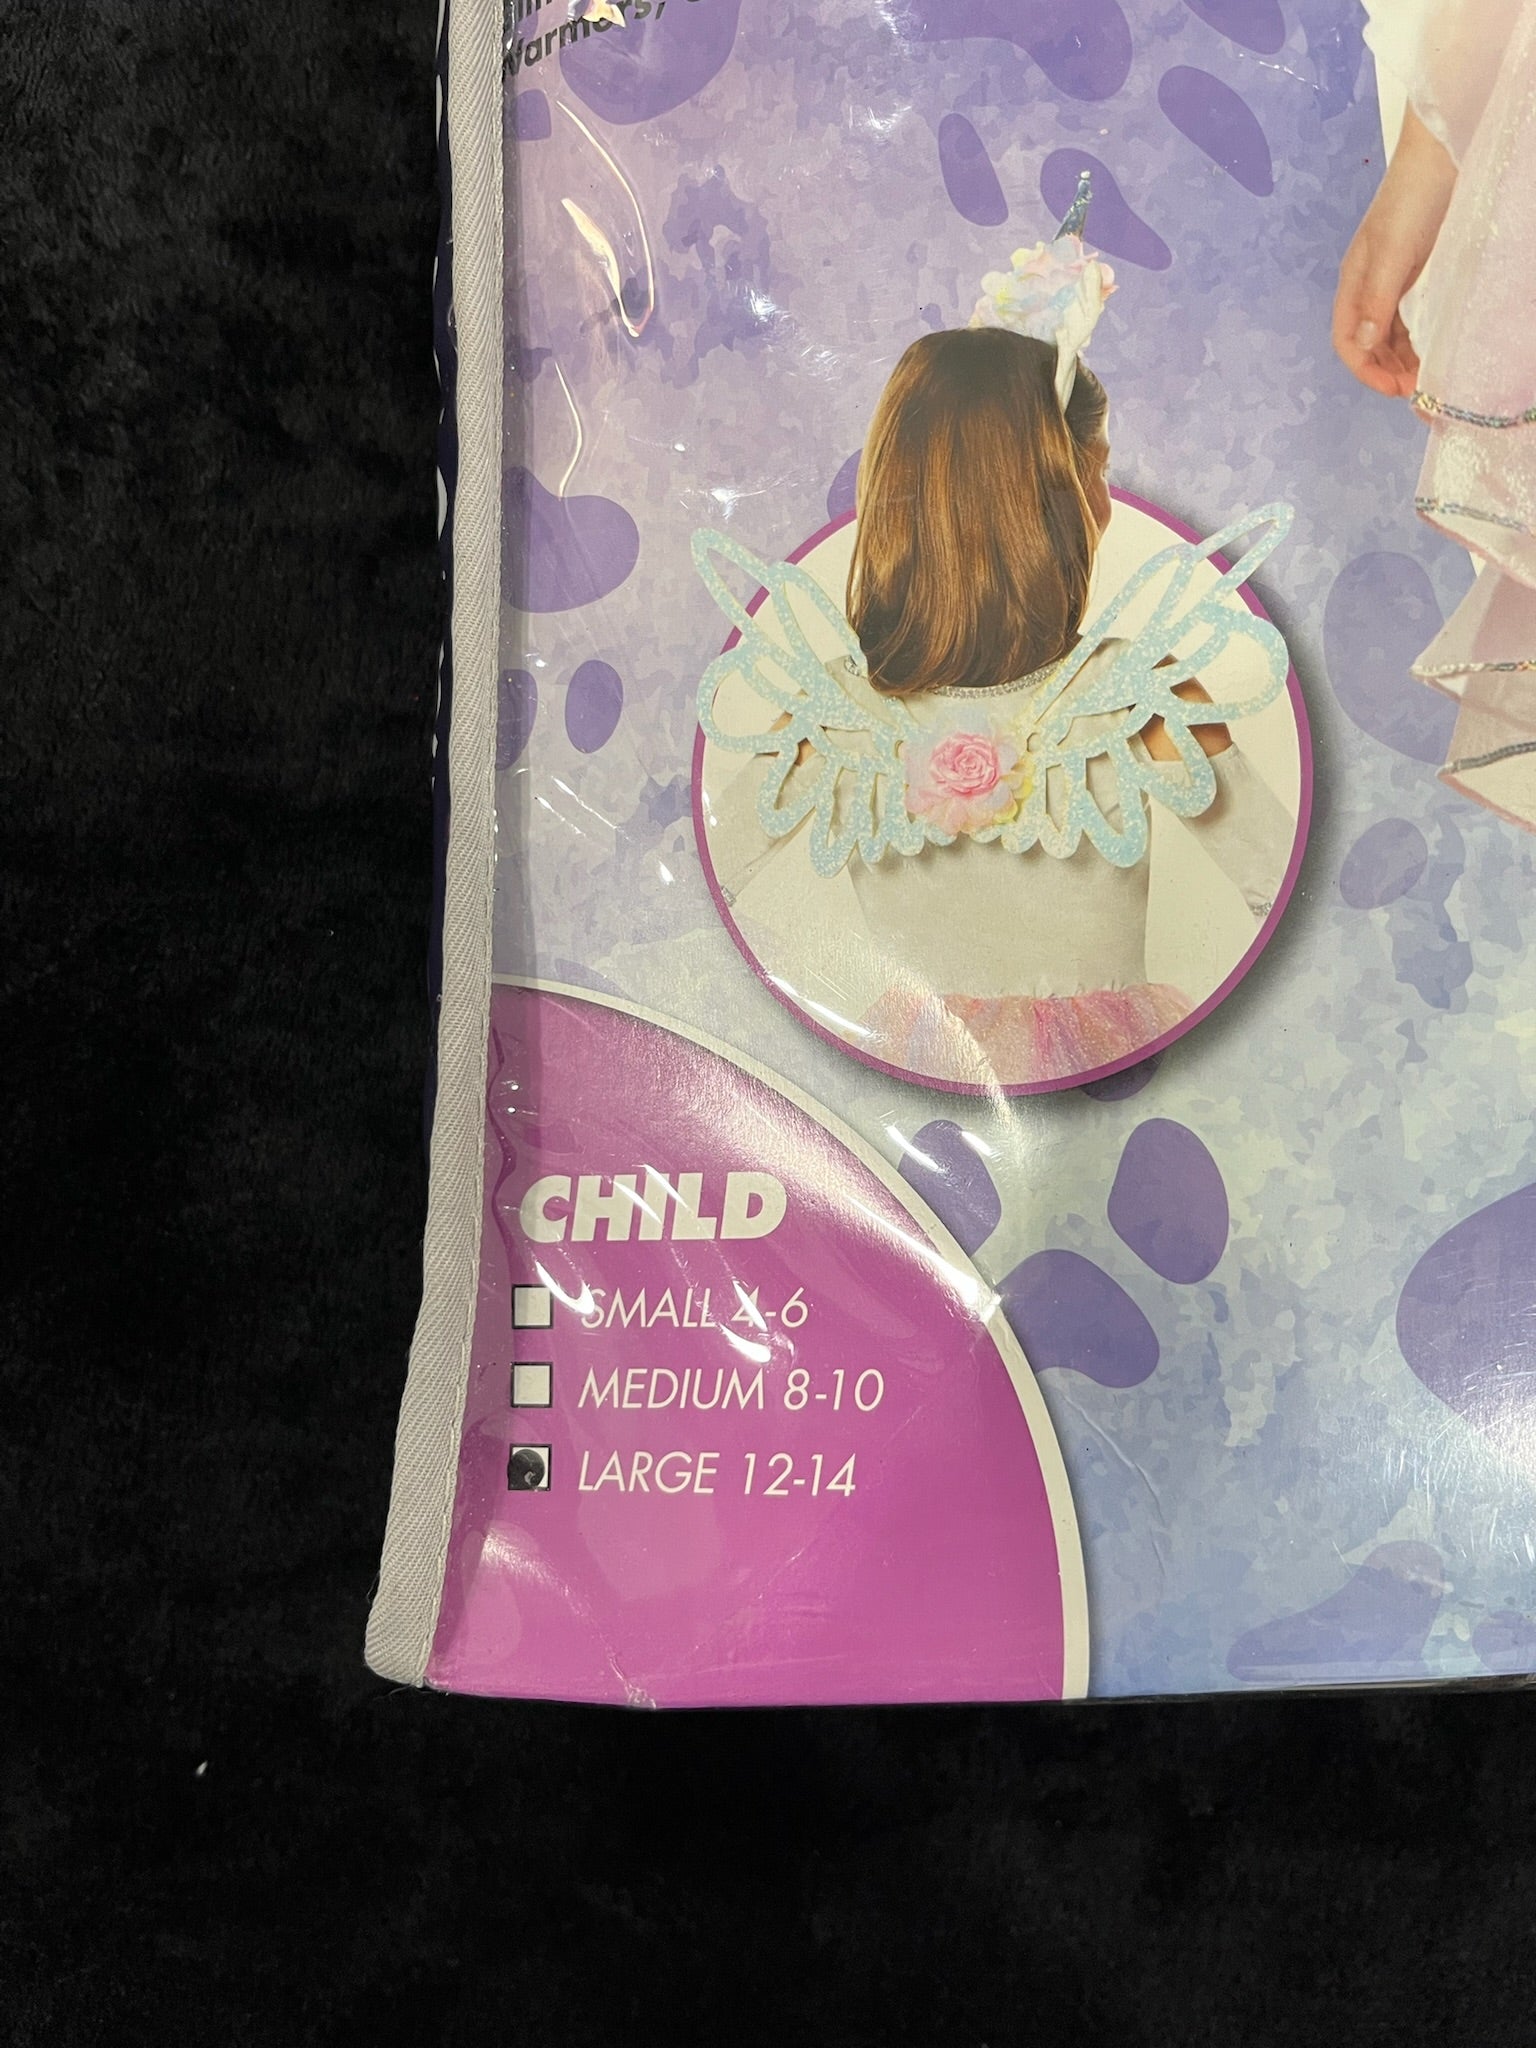 Warmers,
CHILD
SMALL 4-6
MEDIUM 8-10
LARGE 12-14